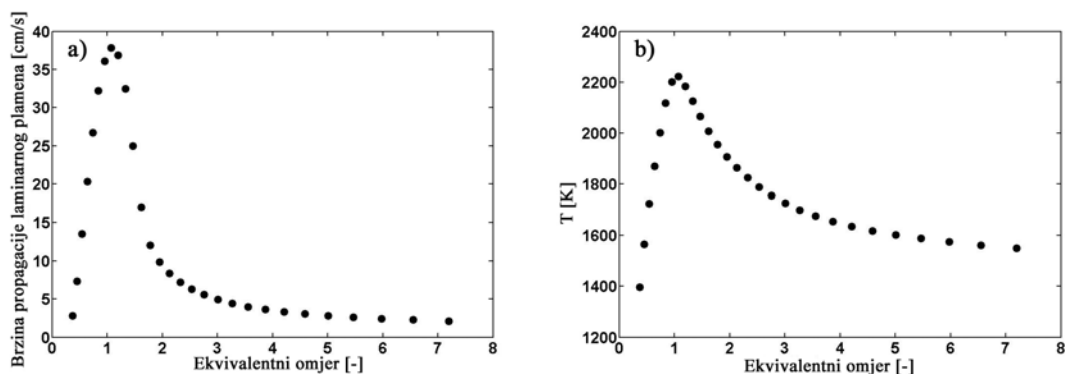 a)
Brzina propagacije laminarnog plamena [cm/s]
40
35
30
25
20
15
10
5
0
0 1 2 3 4 5 6 7 8
Ekvivalentni omjer [-]
b)
T [K]
2400
2200
2000
1800
1600
1400
1200
0 1 2 3 4 5 6 7 8
Ekvivalentni omjer [-]